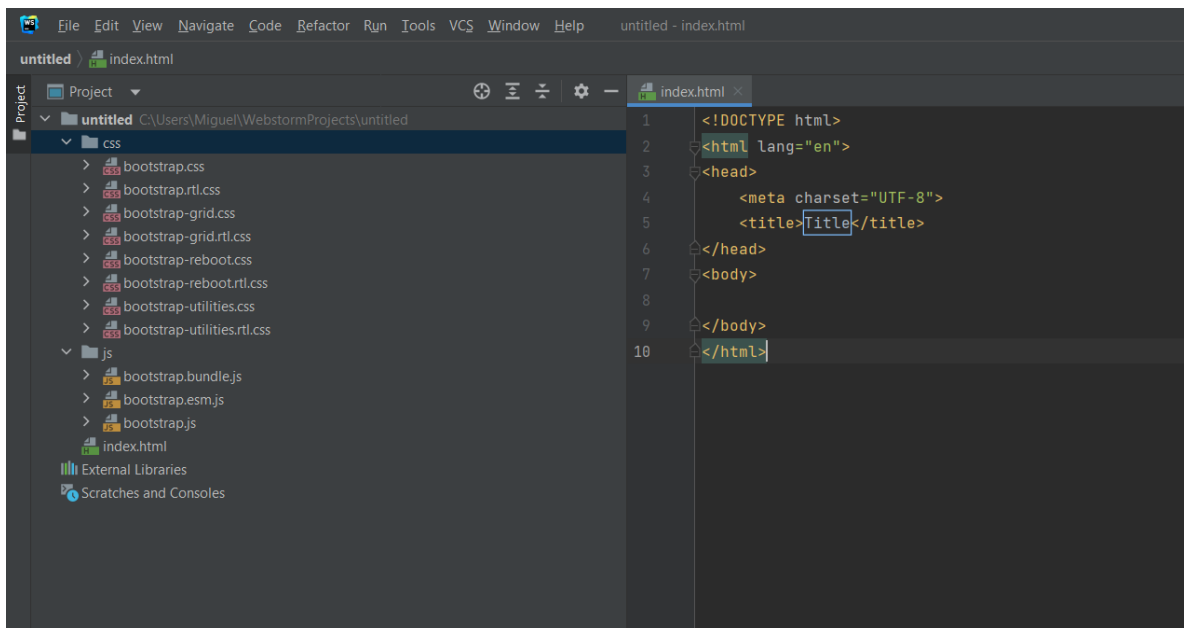 WS File Edit View Navigate Code Refactor Run Tools VCS Window Help untitled - index.html
untitled index.html
Project
Project
index.html
untitled C:\Users\Miguel\WebstormProjects\untitled
css
bootstrap.css
bootstrap.rtl.css
bootstrap-grid.css
bootstrap-grid.rtl.css
bootstrap-reboot.css
bootstrap-reboot.rtl.css
bootstrap-utilities.css
bootstrap-utilities.rtl.css
js
bootstrap.bundle.js
bootstrap.esm.js
bootstrap.js
index.html
External Libraries
Scratches and Consoles
1 <!DOCTYPE html>
2 <html lang="en">
3 <head>
4 <meta charset="UTF-8">
5 <title>Title</title>
6 </head>
7 <body>
8
9 </body>
10 </html>